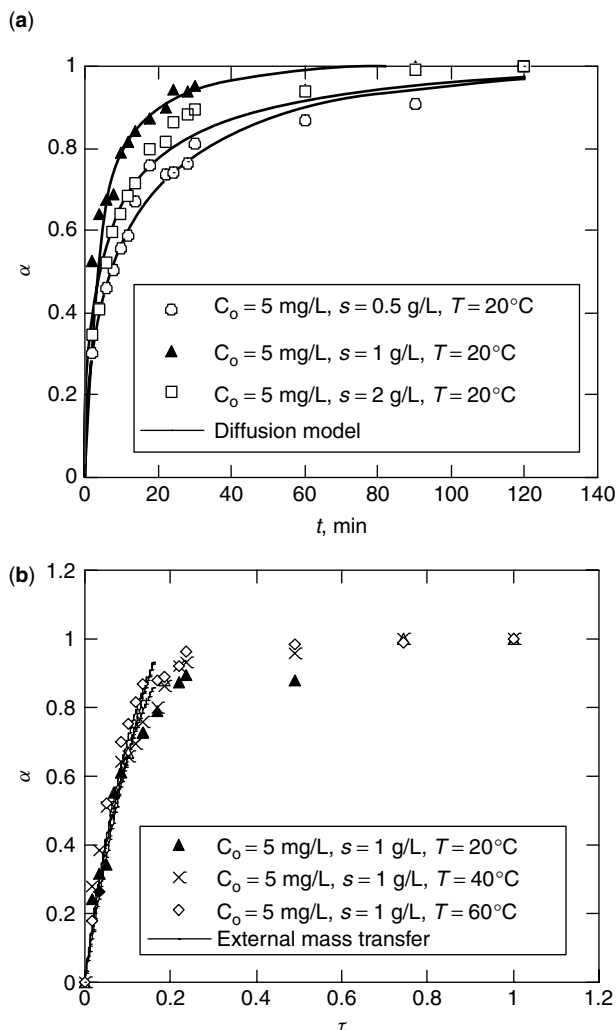 (a)
1
0.8
0.6
0.4
0.2
0
α
C₀ = 5 mg/L, s = 0.5 g/L, T = 20°C
C₀ = 5 mg/L, s = 1 g/L, T = 20°C
C₀ = 5 mg/L, s = 2 g/L, T = 20°C
Diffusion model
0 20 40 60 80 100 120 140
t, min
(b)
1.2
1
0.8
0.6
0.4
0.2
0
α
C₀ = 5 mg/L, s = 1 g/L, T = 20°C
C₀ = 5 mg/L, s = 1 g/L, T = 40°C
C₀ = 5 mg/L, s = 1 g/L, T = 60°C
External mass transfer
0 0.2 0.4 0.6 0.8 1 1.2
τ